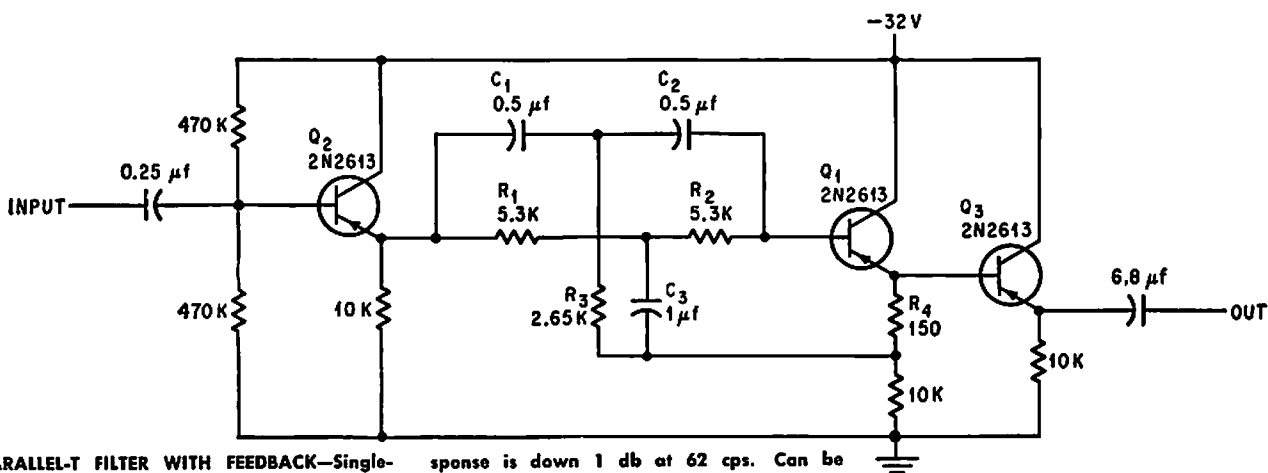 -32V
C1
0.5 µf
C2
0.5 µf
470K
Q2
2N2613
0.25 µf
INPUT
R1
5.3K
R2
5.3K
Q1
2N2613
Q3
2N2613
6.8 µf
OUT
470K
10K
R3
2.65K
C3
1µf
R4
150
10K
10K
ARALLEL-T FILTER WITH FEEDBACK—Single- sponse is down 1 db at 62 cps. Can be